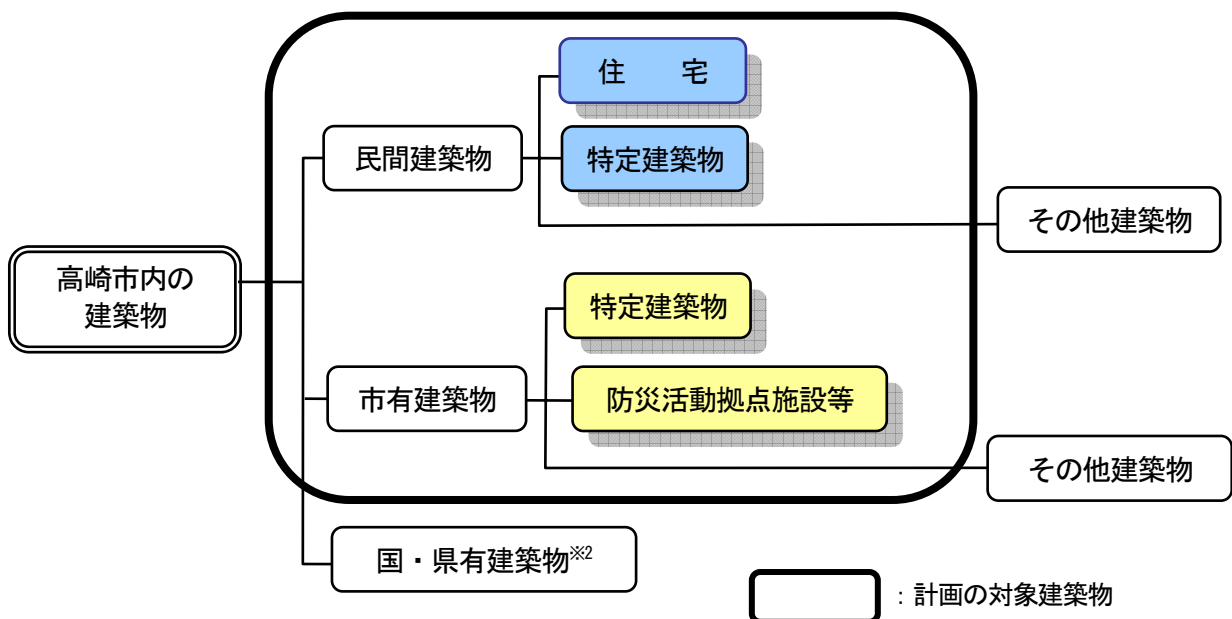 住　宅
民間建築物
特定建築物
その他建築物
高崎市内の
建築物
特定建築物
市有建築物
防災活動拠点施設等
その他建築物
国・県有建築物※2
：計画の対象建築物